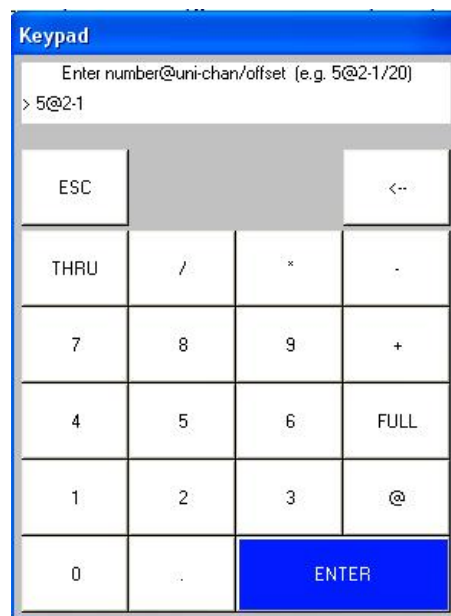 Keypad
Enter number@uni-chan/offset (e.g. 5@2-1/20)
> 5@2-1
ESC <--
THRU / * -
7 8 9 +
4 5 6 FULL
1 2 3 @
0 . ENTER